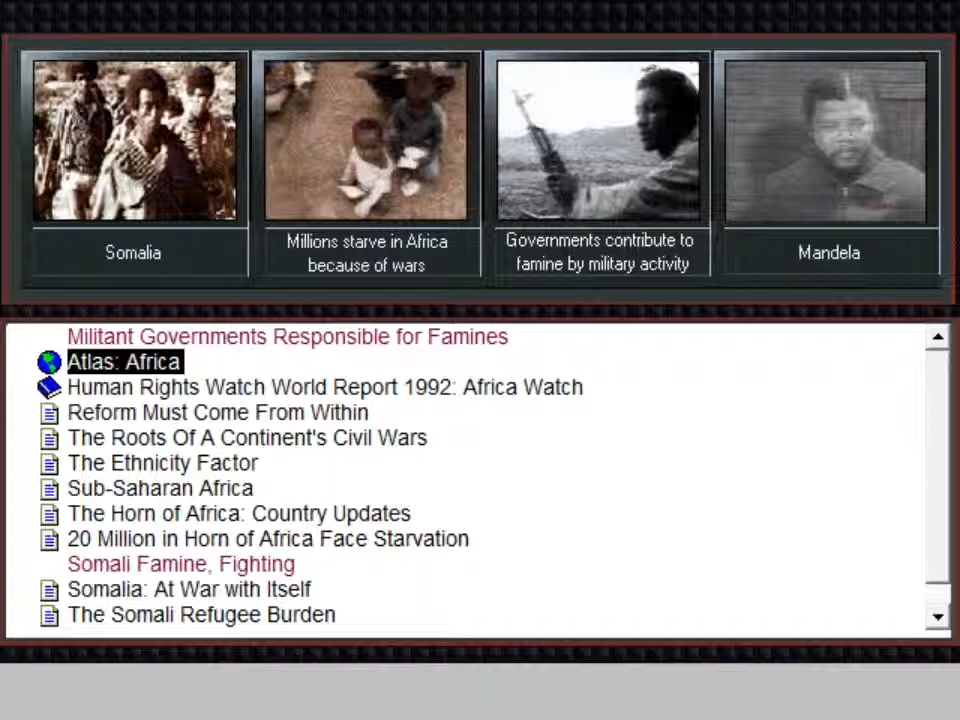 Somalia
Millions starve in Africa
because of wars
Governments contribute to
famine by military activity
Mandela
Militant Governments Responsible for Famines
Atlas: Africa
Human Rights Watch World Report 1992: Africa Watch
Reform Must Come From Within
The Roots Of A Continent's Civil Wars
The Ethnicity Factor
Sub-Saharan Africa
The Horn of Africa: Country Updates
20 Million in Horn of Africa Face Starvation
Somali Famine, Fighting
Somalia: At War with Itself
The Somali Refugee Burden